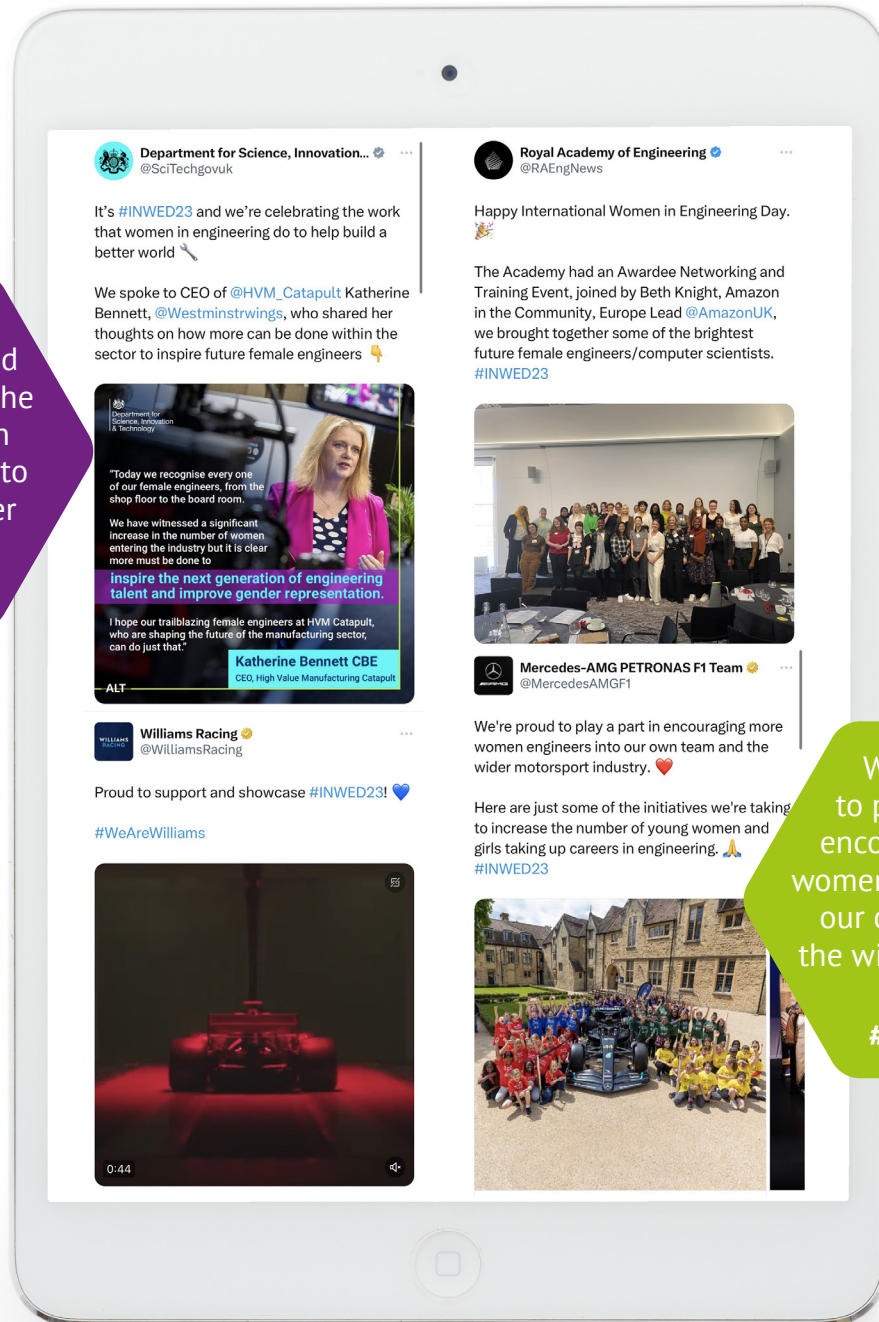 Department for Science, Innovation...
@SciTechgovuk
It's #INWED23 and we're celebrating the work
that women in engineering do to help build a
better world
We spoke to CEO of @HVM_Catapult Katherine
Bennett, @Westminstrwings, who shared her
thoughts on how more can be done within the
sector to inspire future female engineers
Department for
Science, Innovation
& Technology
"Today we recognise every one
of our female engineers, from the
shop floor to the board room.
We have witnessed a significant
increase in the number of women
entering the industry but it is clear
more must be done to
inspire the next generation of engineering
talent and improve gender representation.
I hope our trailblazing female engineers at HVM Catapult,
who are shaping the future of the manufacturing sector,
can do just that."
Katherine Bennett CBE
CEO, High Value Manufacturing Catapult
ALT
WILLIAMS
RACING
Williams Racing
@WilliamsRacing
Proud to support and showcase #INWED23!
#WeAreWilliams
0:44
Royal Academy of Engineering
@RAEngNews
Happy International Women in Engineering Day.
The Academy had an Awardee Networking and
Training Event, joined by Beth Knight, Amazon
in the Community, Europe Lead @AmazonUK,
we brought together some of the brightest
future female engineers/computer scientists.
#INWED23
Mercedes-AMG PETRONAS F1 Team
@MercedesAMGF1
We're proud to play a part in encouraging more
women engineers into our own team and the
wider motorsport industry.
Here are just some of the initiatives we're taking
to increase the number of young women and
girls taking up careers in engineering.
#INWED23
d
he
n
to
er
W
to p
enco
women
our o
the wi
#